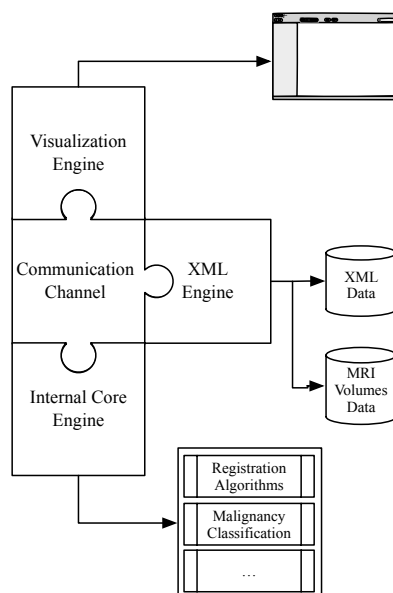 Visualization
Engine
Communication
Channel
XML
Engine
XML
Data
MRI
Volumes
Data
Internal Core
Engine
Registration
Algorithms
Malignancy
Classification
...